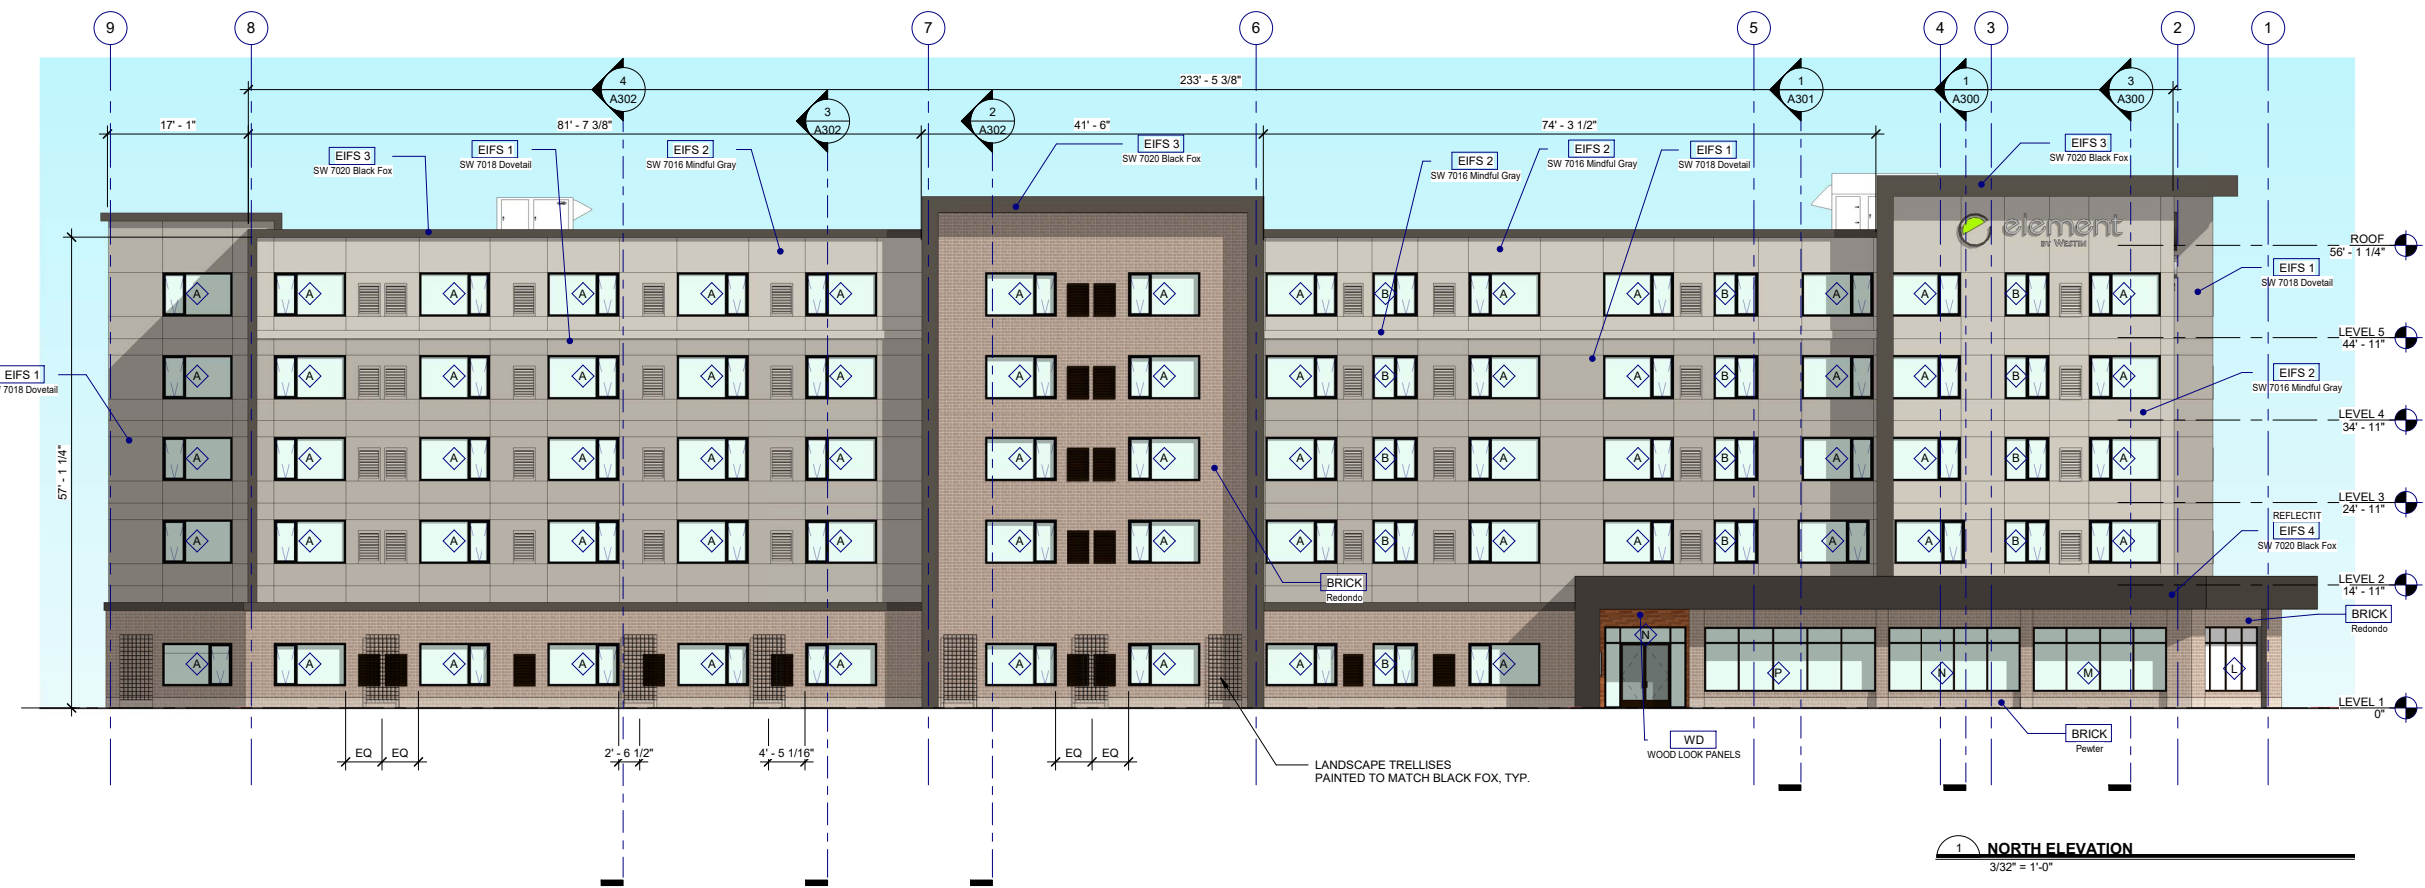 9
8
7
6
5
4
3
2
1
233' - 5 3/8"
4
A302
1
A301
1
A300
3
A300
3
A302
2
A302
17' - 1"
81' - 7 3/8"
41' - 6"
74' - 3 1/2"
EIFS 3
SW 7020 Black Fox
EIFS 1
SW 7018 Dovetail
EIFS 2
SW 7016 Mindful Gray
EIFS 3
SW 7020 Black Fox
EIFS 2
SW 7016 Mindful Gray
EIFS 2
SW 7016 Mindful Gray
EIFS 1
SW 7018 Dovetail
EIFS 3
SW 7020 Black Fox
element
BY WESTIN
ROOF
56' - 1 1/4"
EIFS 1
SW 7018 Dovetail
A A A A A A A A A B A A B A A B A
LEVEL 5
44' - 11"
EIFS 1
7018 Dovetail
A A A A A A A A A B A A B A A B A
EIFS 2
SW 7016 Mindful Gray
LEVEL 4
34' - 11"
57' - 1 1/4"
A A A A A A A A A B A A B A A B A
LEVEL 3
24' - 11"
REFLECTIT
EIFS 4
SW 7020 Black Fox
A A A A A A A A A B A A B A A B A
BRICK
Redondo
LEVEL 2
14' - 11"
BRICK
Redondo
A A A A A A A A A B A N P N M L
LEVEL 1
0"
BRICK
Pewter
WD
WOOD LOOK PANELS
EQ EQ
2' - 6 1/2"
4' - 5 1/16"
EQ EQ
LANDSCAPE TRELLISES
PAINTED TO MATCH BLACK FOX, TYP.
1
NORTH ELEVATION
3/32" = 1'-0"